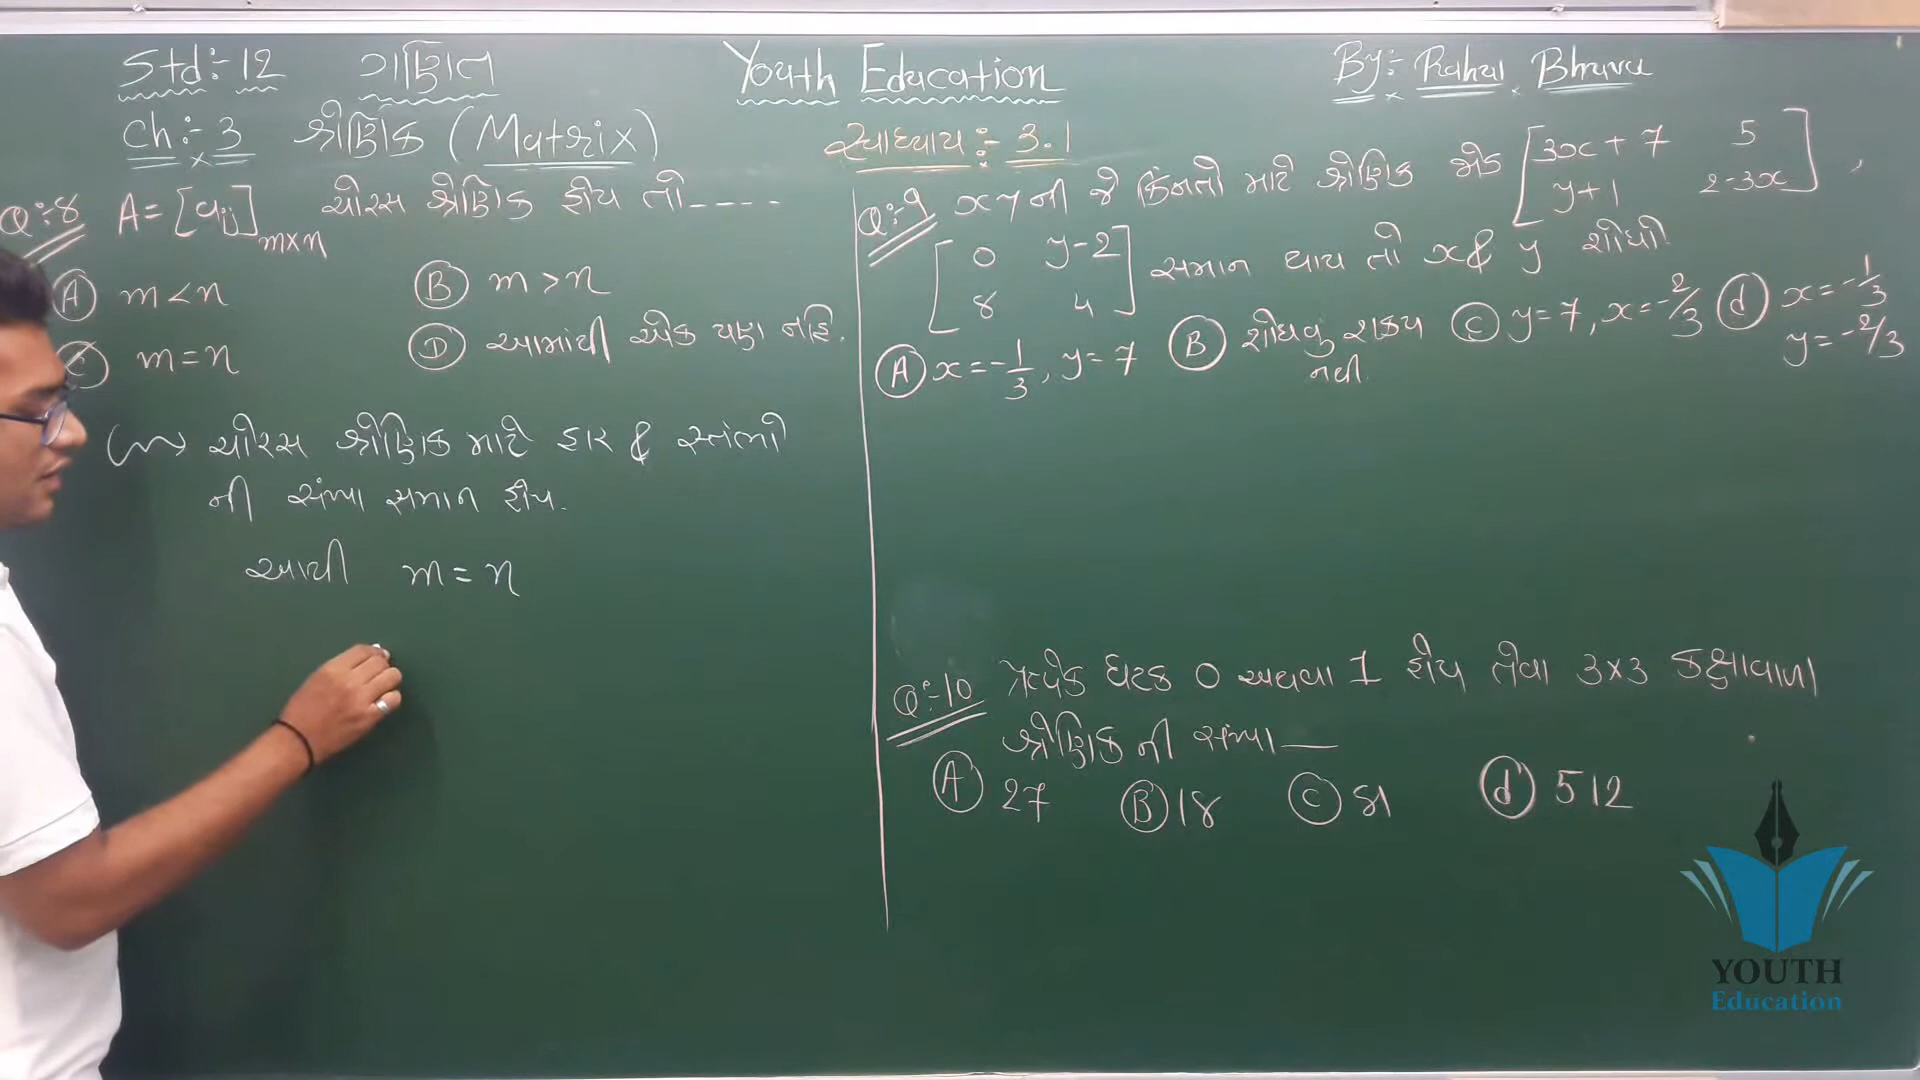 Std:- 12 ગણિત Youth Education By:- Rahul Bhuva
Ch:- 3 શ્રેણિક (Matrix) સ્વાધ્યાય :- 3.1
Q:-8 A = [aij]m×n ચોરસ શ્રેણિક હોય તો----
Ⓐ m < n Ⓑ m > n
Ⓒ m = n Ⓓ આમાંથી એક પણ નહિ.
ચોરસ શ્રેણિક માટે હાર & સ્તંભો
ની સંખ્યા સમાન હોય.
આથી m = n
Q:-9 x y ની જે કિંમતો માટે શ્રેણિક જોડ [3x + 7 5
y+1 2-3x] ,
[0 y-2
8 4] સમાન થાય તો x & y શોધો
Ⓐ x = -1/3 , y = 7 Ⓑ શોધવું શક્ય નથી. Ⓒ y = 7, x = -2/3 ⓓ x = -1/3
y = -2/3
Q:-10 પ્રત્યેક ઘટક 0 અથવા 1 હોય તેવા 3×3 કક્ષાવાળા
શ્રેણિક ની સંખ્યા —
Ⓐ 27 Ⓑ 18 Ⓒ 81 ⓓ 512
YOUTH
Education